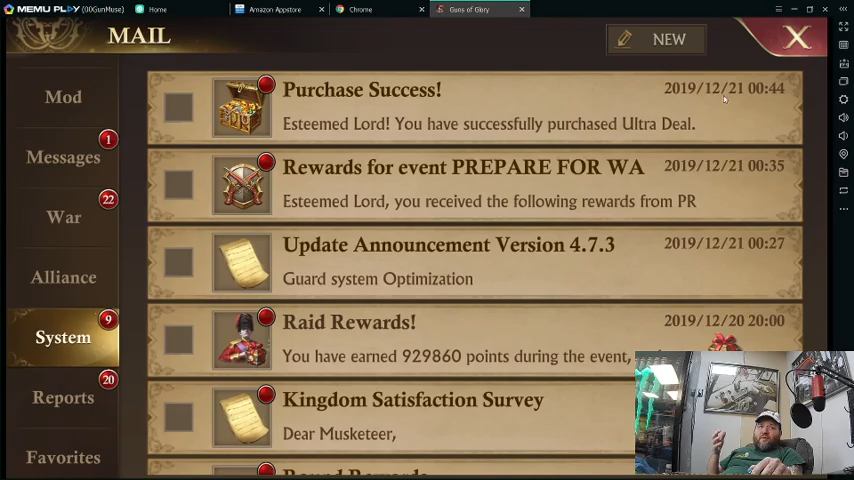 MEMU PLAY (00GunMuse)
Home
Amazon Appstore
Chrome
Guns of Glory
MAIL
NEW
Mod
Messages
1
War
22
Alliance
System
9
Reports
20
Favorites
Purchase Success!
2019/12/21 00:44
Esteemed Lord! You have successfully purchased Ultra Deal.
Rewards for event PREPARE FOR WA
2019/12/21 00:35
Esteemed Lord, you received the following rewards from PR
Update Announcement Version 4.7.3
2019/12/21 00:27
Guard system Optimization
Raid Rewards!
2019/12/20 20:00
You have earned 929860 points during the event,
Kingdom Satisfaction Survey
Dear Musketeer,